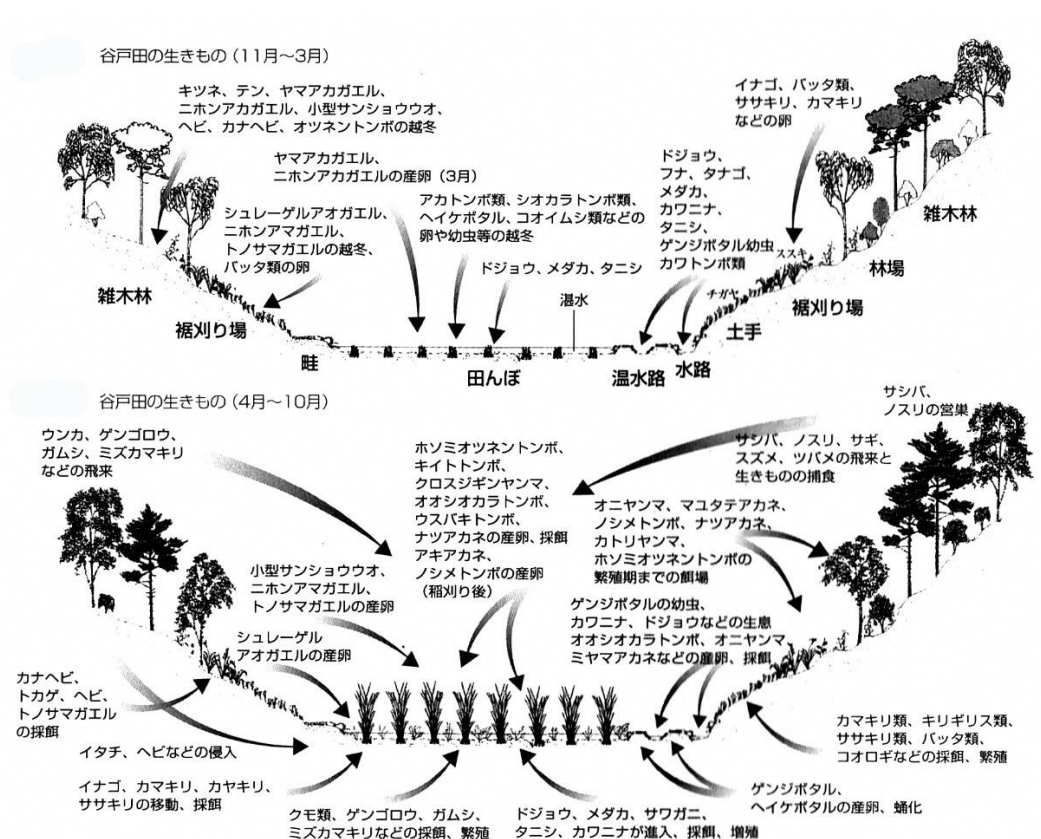 谷戸田の生きもの（11月～3月）
キツネ、テン、ヤマアカガエル、
ニホンアカガエル、小型サンショウウオ、
ヘビ、カナヘビ、オツネントンボの越冬
ヤマアカガエル、
ニホンアカガエルの産卵（3月）
シュレーゲルアオガエル、
ニホンアマガエル、
トノサマガエルの越冬、
バッタ類の卵
アカトンボ類、シオカラトンボ類、
ヘイケボタル、コオイムシ類などの
卵や幼虫等の越冬
ドジョウ、メダカ、タニシ
湛水
ドジョウ、
フナ、タナゴ、
メダカ、
カワニナ、
タニシ、
ゲンジボタル幼虫
カワトンボ類
イナゴ、バッタ類、
ササキリ、カマキリ
などの卵
ススキ
チガヤ
雑木林
裾刈り場
畦
田んぼ
温水路
水路
土手
裾刈り場
林場
雑木林
谷戸田の生きもの（4月～10月）
ウンカ、ゲンゴロウ、
ガムシ、ミズカマキリ
などの飛来
ホソミオツネントンボ、
キイトトンボ、
クロスジギンヤンマ、
オオシオカラトンボ、
ウスバキトンボ、
ナツアカネの産卵、採餌
アキアカネ、
ノシメトンボの産卵
（稲刈り後）
サシバ、
ノスリの営巣
サシバ、ノスリ、サギ、
スズメ、ツバメの飛来と
生きものの捕食
オニヤンマ、マユタテアカネ、
ノシメトンボ、ナツアカネ、
カトリヤンマ、
ホソミオツネントンボの
繁殖期までの餌場
小型サンショウウオ、
ニホンアマガエル、
トノサマガエルの産卵
シュレーゲル
アオガエルの産卵
ゲンジボタルの幼虫、
カワニナ、ドジョウなどの生息
オオシオカラトンボ、オニヤンマ、
ミヤマアカネなどの産卵、採餌
カナヘビ、
トカゲ、ヘビ、
トノサマガエル
の採餌
イタチ、ヘビなどの侵入
イナゴ、カマキリ、カヤキリ、
ササキリの移動、採餌
クモ類、ゲンゴロウ、ガムシ、
ミズカマキリなどの採餌、繁殖
ドジョウ、メダカ、サワガニ、
タニシ、カワニナが進入、採餌、増殖
ゲンジボタル、
ヘイケボタルの産卵、蛹化
カマキリ類、キリギリス類、
ササキリ類、バッタ類、
コオロギなどの採餌、繁殖